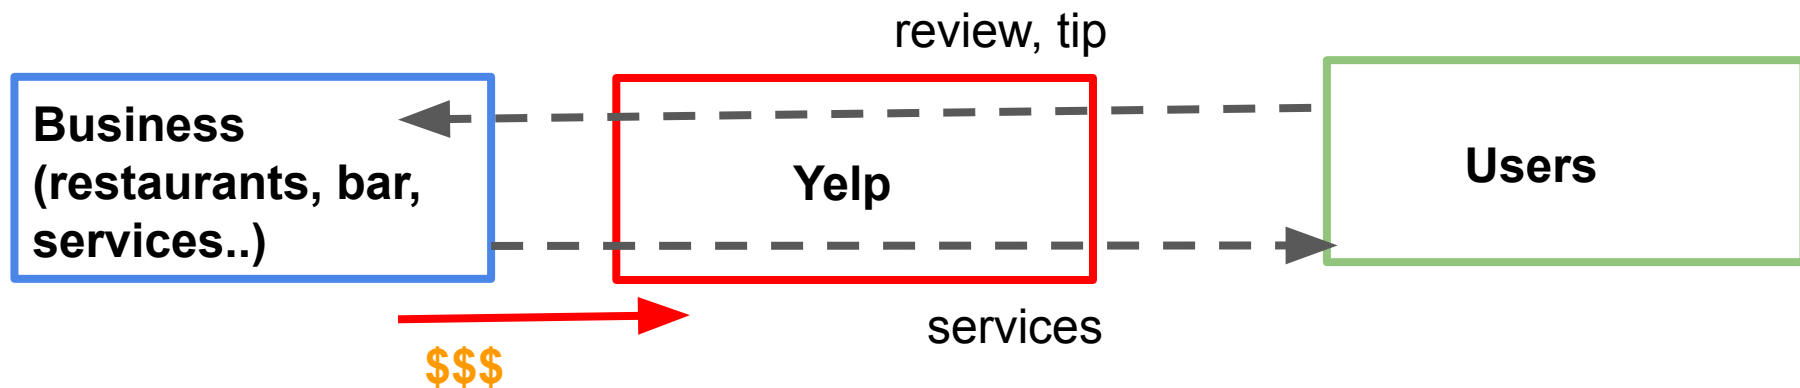 review, tip
Business
(restaurants, bar,
services..)
Yelp
Users
services
$$$